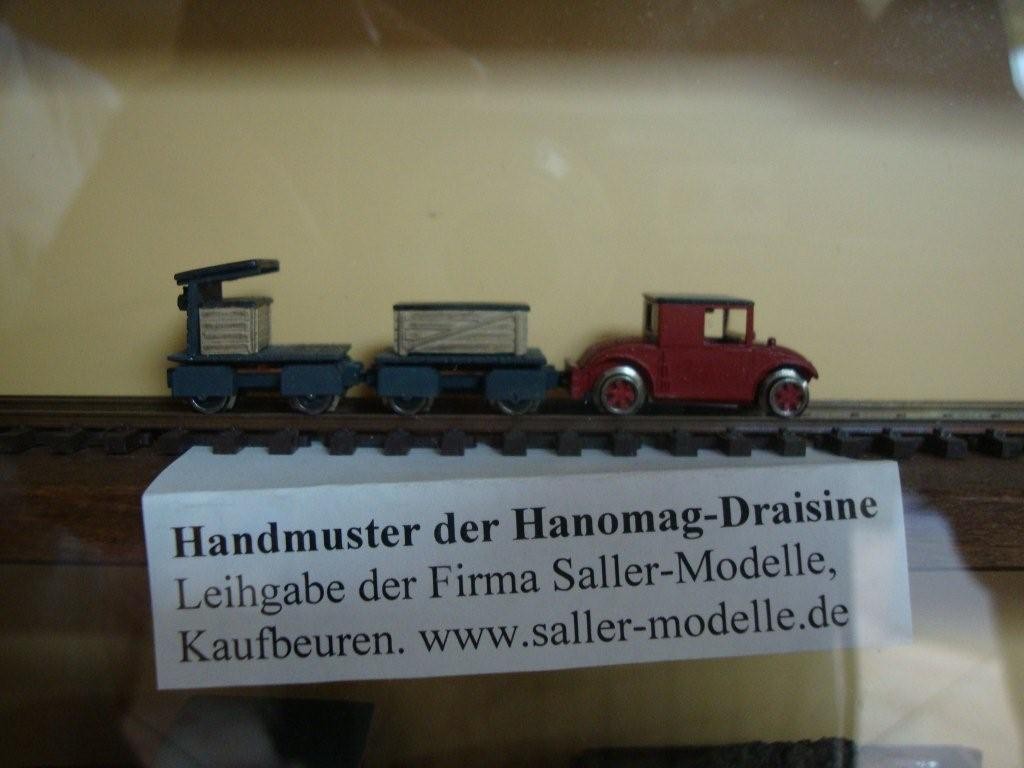 Handmuster der Hanomag-Draisine
Leihgabe der Firma Saller-Modelle,
Kaufbeuren. www.saller-modelle.de